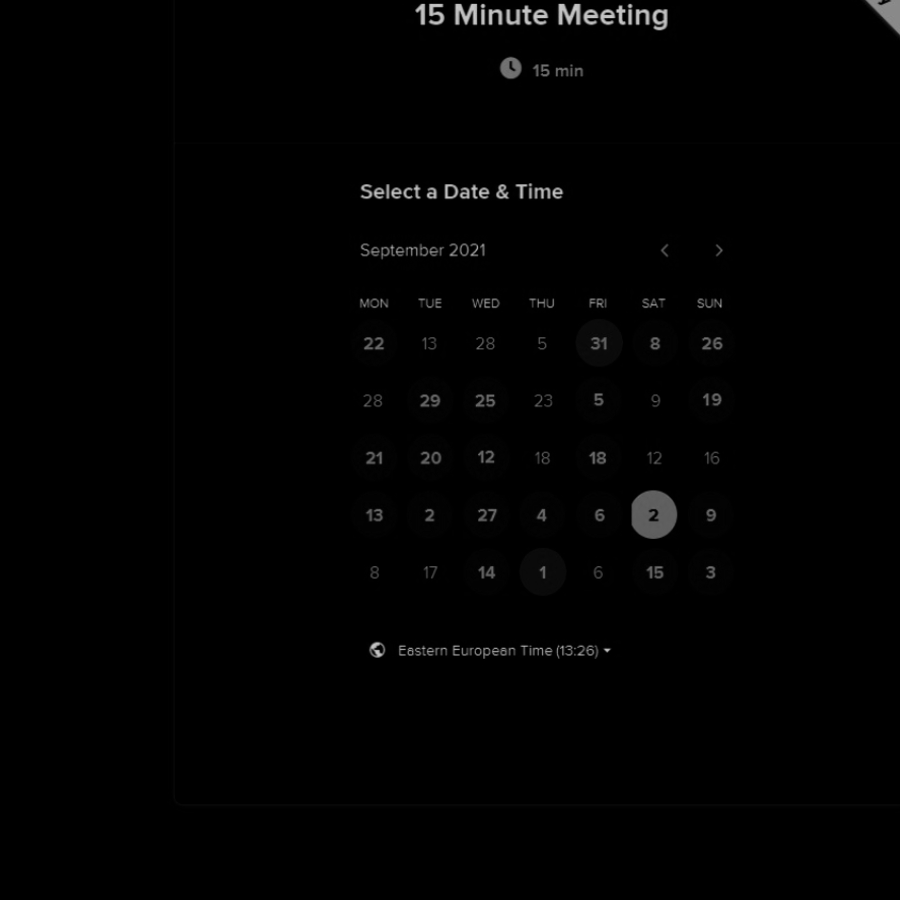 15 Minute Meeting
15 min
Select a Date & Time
September 2021
MON TUE WED THU FRI SAT SUN
22 13 28 5 31 8 26
28 29 25 23 5 9 19
21 20 12 18 18 12 16
13 2 27 4 6 2 9
8 17 14 1 6 15 3
Eastern European Time (13:26)